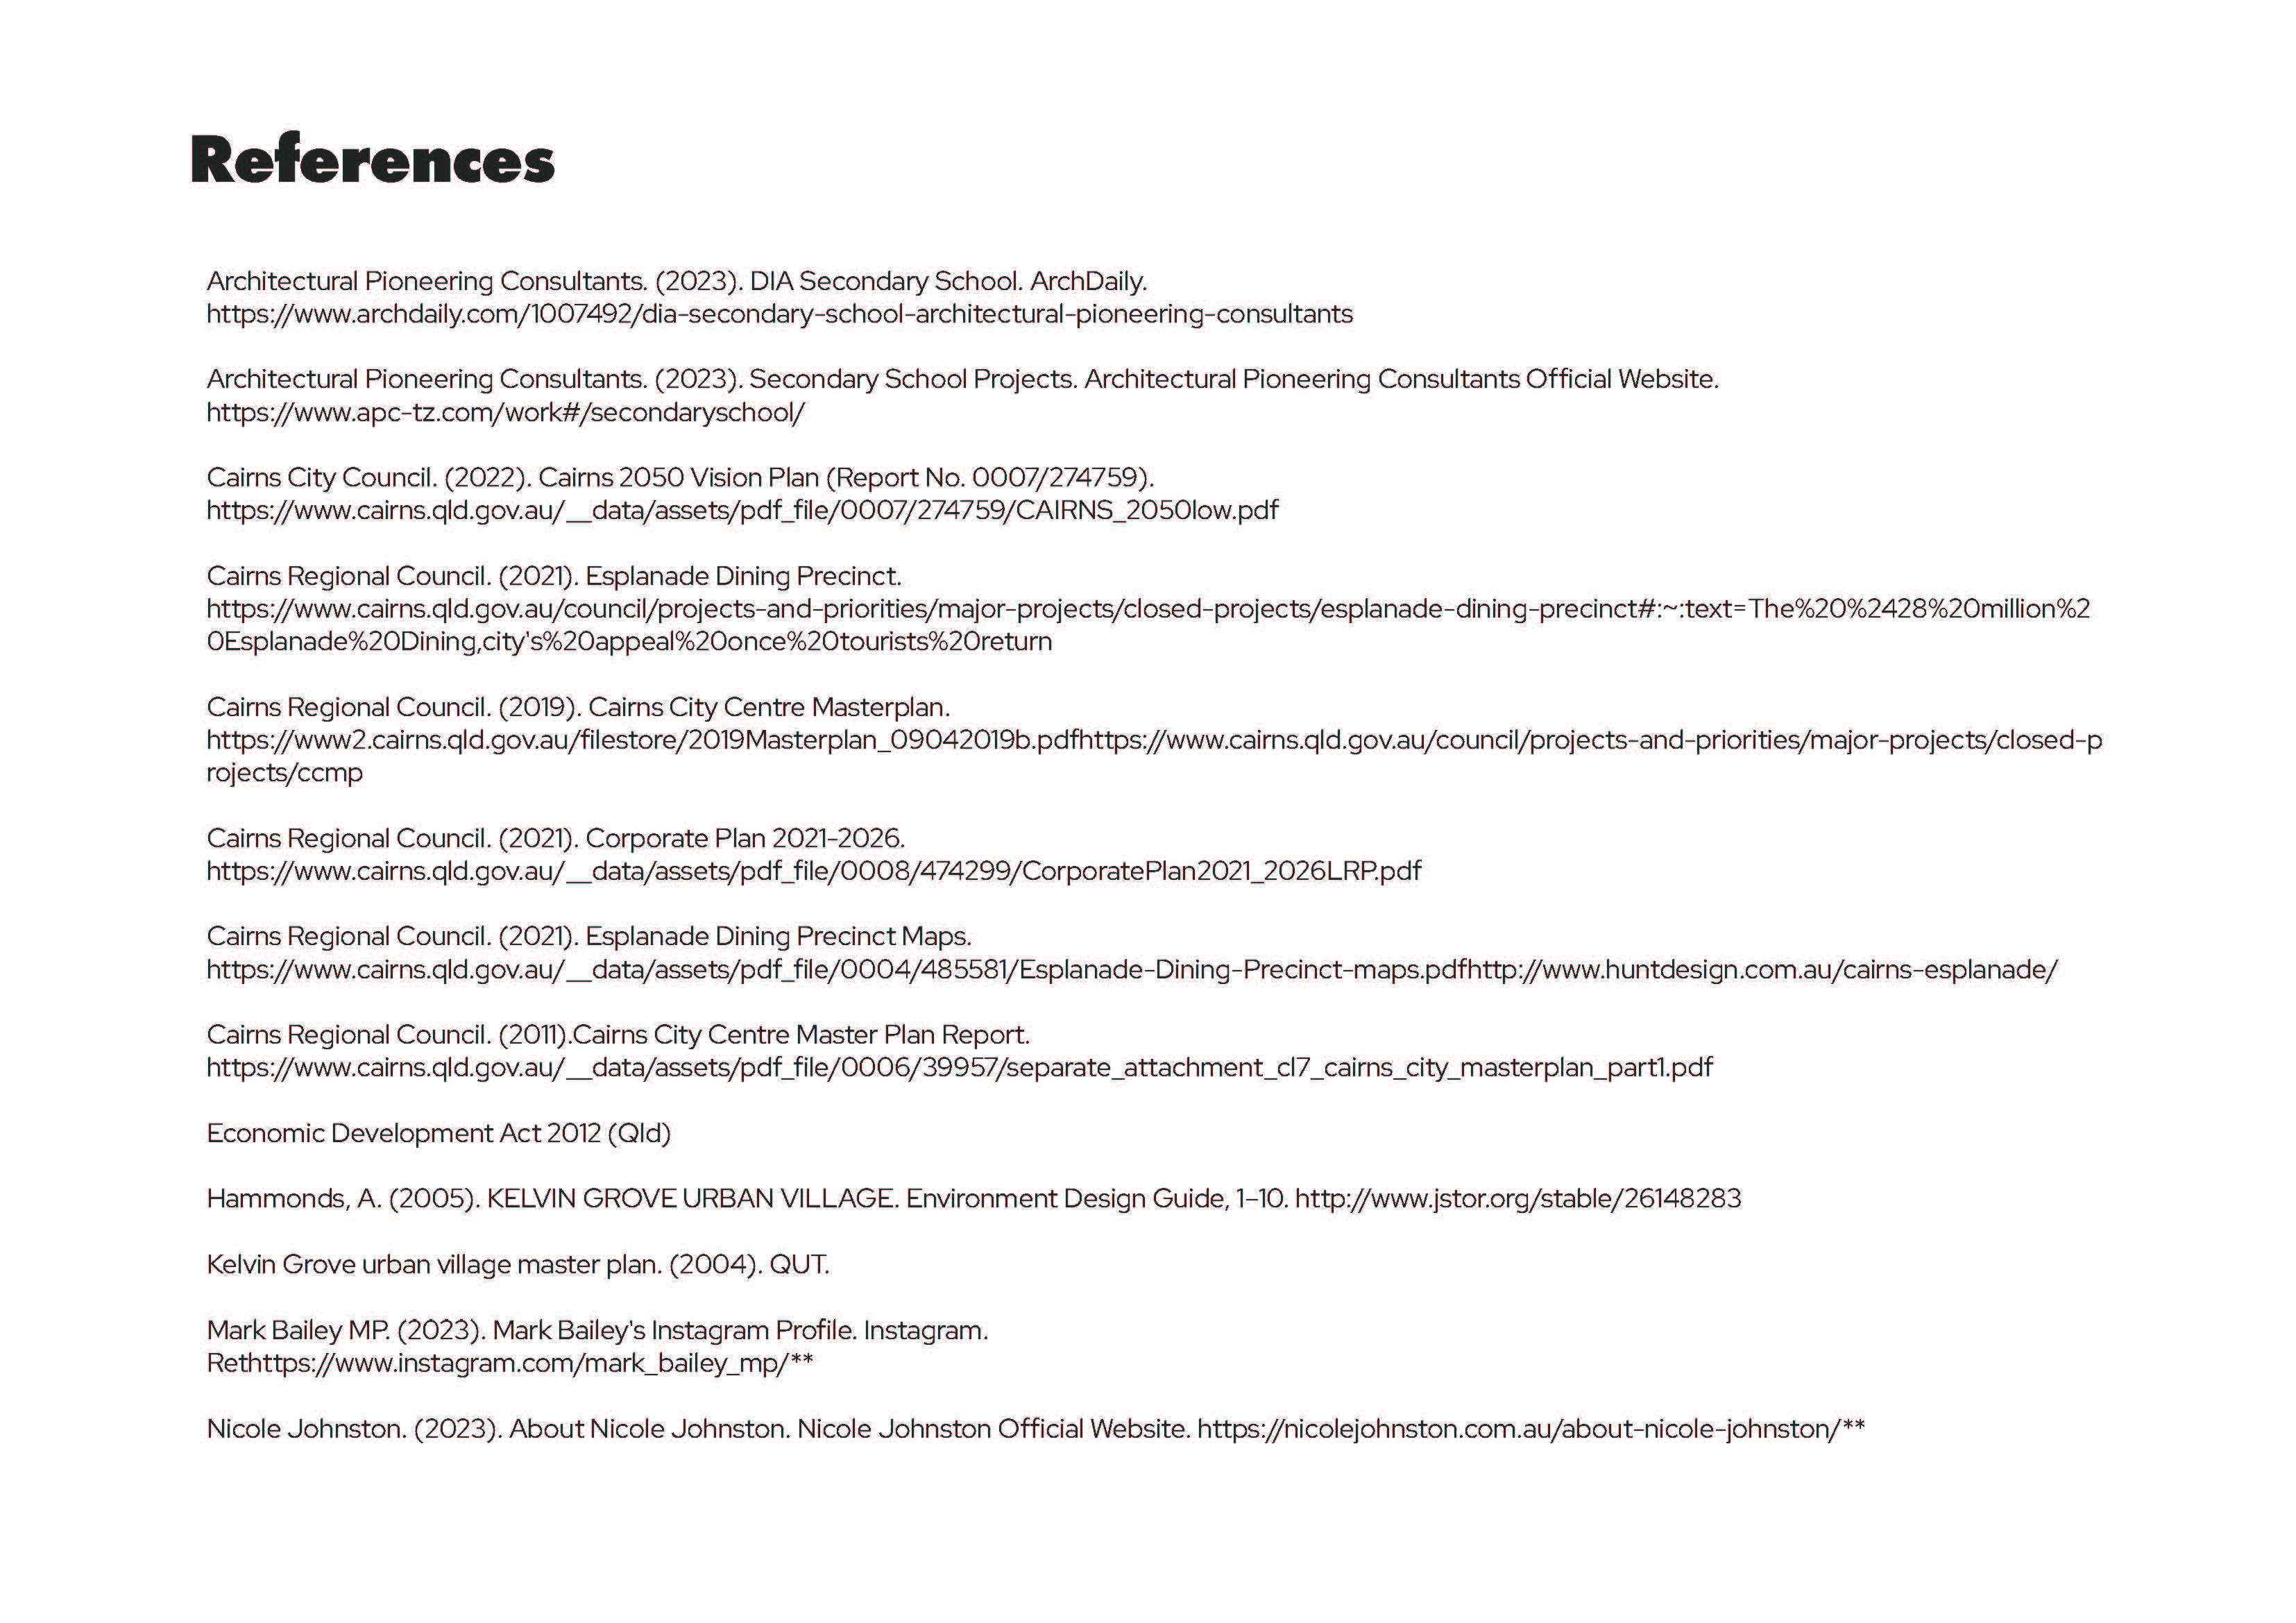 References
Architectural Pioneering Consultants. (2023). DIA Secondary School. ArchDaily.
https://www.archdaily.com/1007492/dia-secondary-school-architectural-pioneering-consultants
Architectural Pioneering Consultants. (2023). Secondary School Projects. Architectural Pioneering Consultants Official Website.
https://www.apc-tz.com/work#/secondaryschool/
Cairns City Council. (2022). Cairns 2050 Vision Plan (Report No. 0007/274759).
https://www.cairns.qld.gov.au/__data/assets/pdf_file/0007/274759/CAIRNS_2050low.pdf
Cairns Regional Council. (2021). Esplanade Dining Precinct.
https://www.cairns.qld.gov.au/council/projects-and-priorities/major-projects/closed-projects/esplanade-dining-precinct#:~:text=The%20%2428%20million%2
0Esplanade%20Dining,city's%20appeal%20once%20tourists%20return
Cairns Regional Council. (2019). Cairns City Centre Masterplan.
https://www2.cairns.qld.gov.au/filestore/2019Masterplan_09042019b.pdfhttps://www.cairns.qld.gov.au/council/projects-and-priorities/major-projects/closed-p
rojects/ccmp
Cairns Regional Council. (2021). Corporate Plan 2021-2026.
https://www.cairns.qld.gov.au/__data/assets/pdf_file/0008/474299/CorporatePlan2021_2026LRP.pdf
Cairns Regional Council. (2021). Esplanade Dining Precinct Maps.
https://www.cairns.qld.gov.au/__data/assets/pdf_file/0004/485581/Esplanade-Dining-Precinct-maps.pdfhttp://www.huntdesign.com.au/cairns-esplanade/
Cairns Regional Council. (2011).Cairns City Centre Master Plan Report.
https://www.cairns.qld.gov.au/__data/assets/pdf_file/0006/39957/separate_attachment_cl7_cairns_city_masterplan_part1.pdf
Economic Development Act 2012 (Qld)
Hammonds, A. (2005). KELVIN GROVE URBAN VILLAGE. Environment Design Guide, 1–10. http://www.jstor.org/stable/26148283
Kelvin Grove urban village master plan. (2004). QUT.
Mark Bailey MP. (2023). Mark Bailey's Instagram Profile. Instagram.
Rethttps://www.instagram.com/mark_bailey_mp/**
Nicole Johnston. (2023). About Nicole Johnston. Nicole Johnston Official Website. https://nicolejohnston.com.au/about-nicole-johnston/**